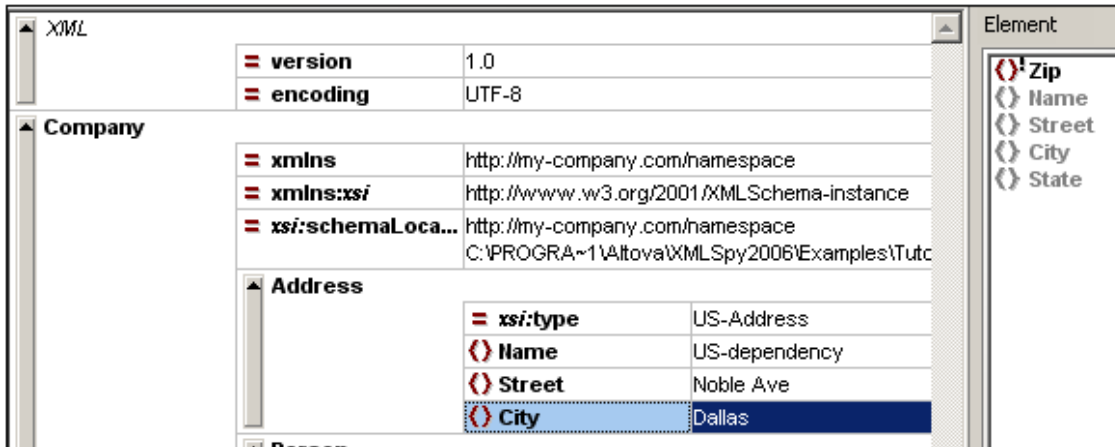 XML
Element
= version 1.0
= encoding UTF-8
Company
= xmlns http://my-company.com/namespace
= xmlns:xsi http://www.w3.org/2001/XMLSchema-instance
= xsi:schemaLoca... http://my-company.com/namespace
C:\PROGRA~1\Altova\XMLSpy2006\Examples\Tuto
Address
= xsi:type US-Address
() Name US-dependency
() Street Noble Ave
() City Dallas
()! Zip
() Name
() Street
() City
() State